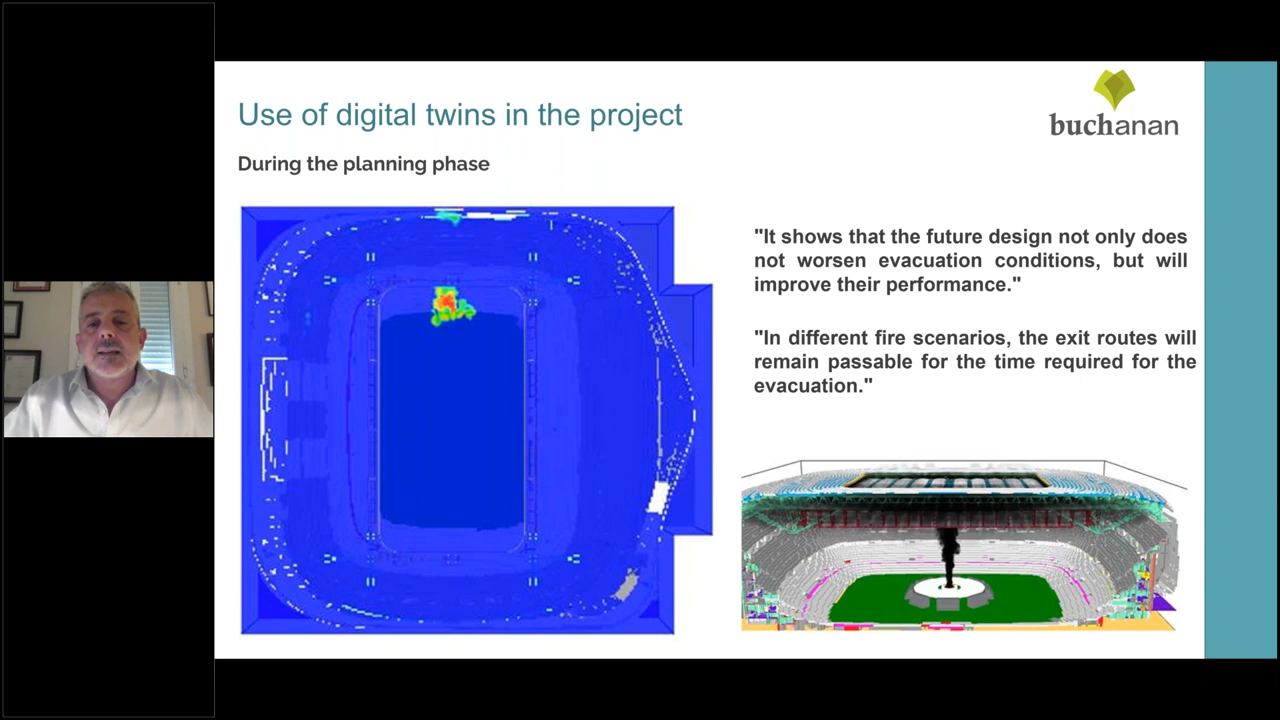 Use of digital twins in the project
buchanan
During the planning phase
"It shows that the future design not only does
not worsen evacuation conditions, but will
improve their performance."
"In different fire scenarios, the exit routes will
remain passable for the time required for the
evacuation."